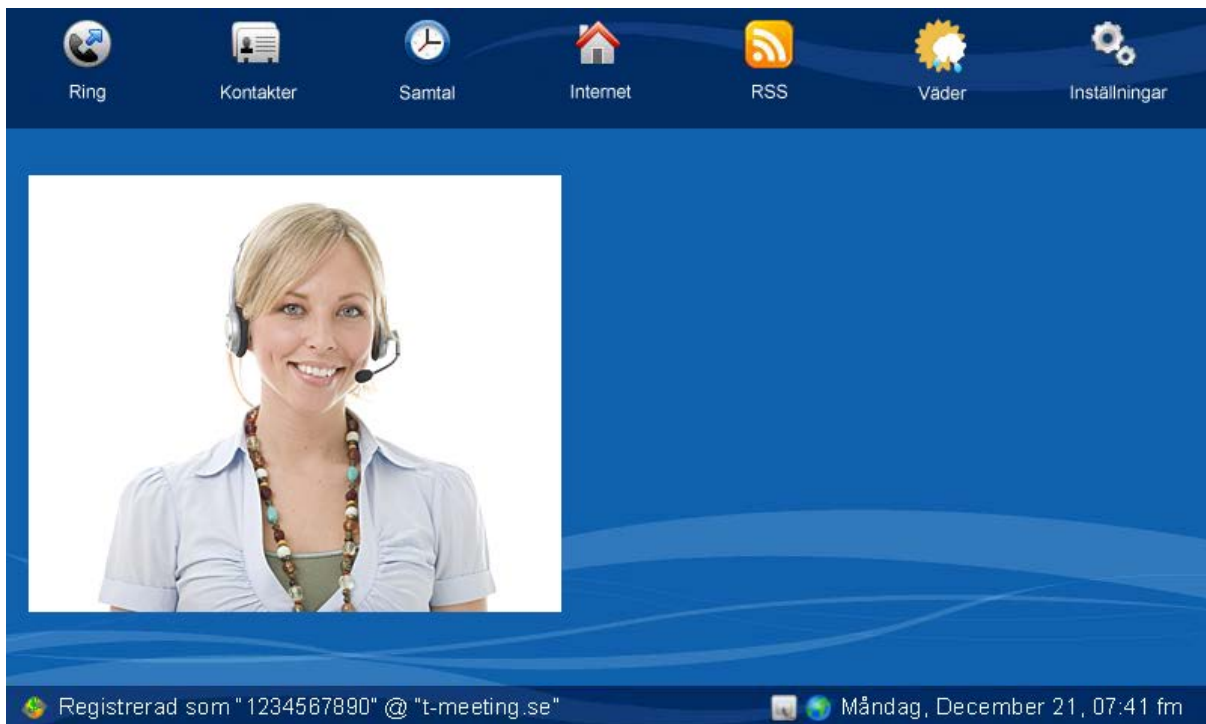 Ring
Kontakter
Samtal
Internet
RSS
Väder
Inställningar
Registrerad som "1234567890" @ "t-meeting.se"
Måndag, December 21, 07:41 fm